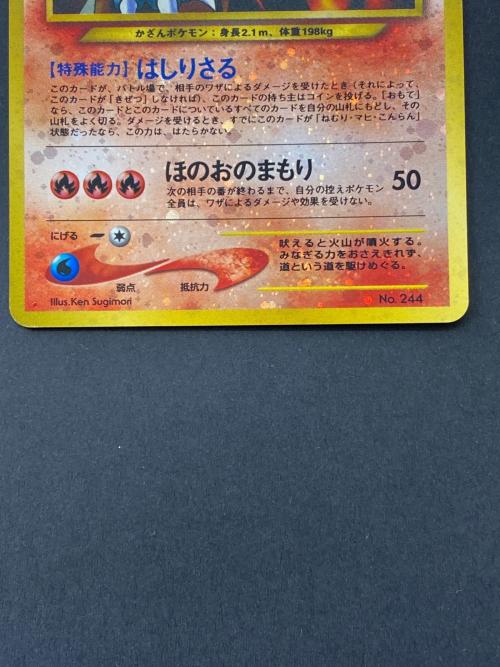 かざんポケモン：身長2.1m、体重198kg
【特殊能力】はしりさる
このカードが、バトル場で、相手のワザによるダメージを受けたとき（それによって、
このカードが「きぜつ」しなければ）、このカードの持ち主はコインを投げる。「おもて」
なら、このカードとこのカードについているすべてのカードを自分の山札にもどし、その
山札をよく切る。ダメージを受けるとき、すでにこのカードが「ねむり・マヒ・こんらん」
状態だったなら、この力は、はたらかない。
ほのおのまもり 50
次の相手の番が終わるまで、自分の控えポケモン
全員は、ワザによるダメージや効果を受けない。
にげる
弱点 抵抗力
吠えると火山が噴火する。
みなぎる力をおさえきれず、
道という道を駆けめぐる。
Illus.Ken Sugimori
No. 244